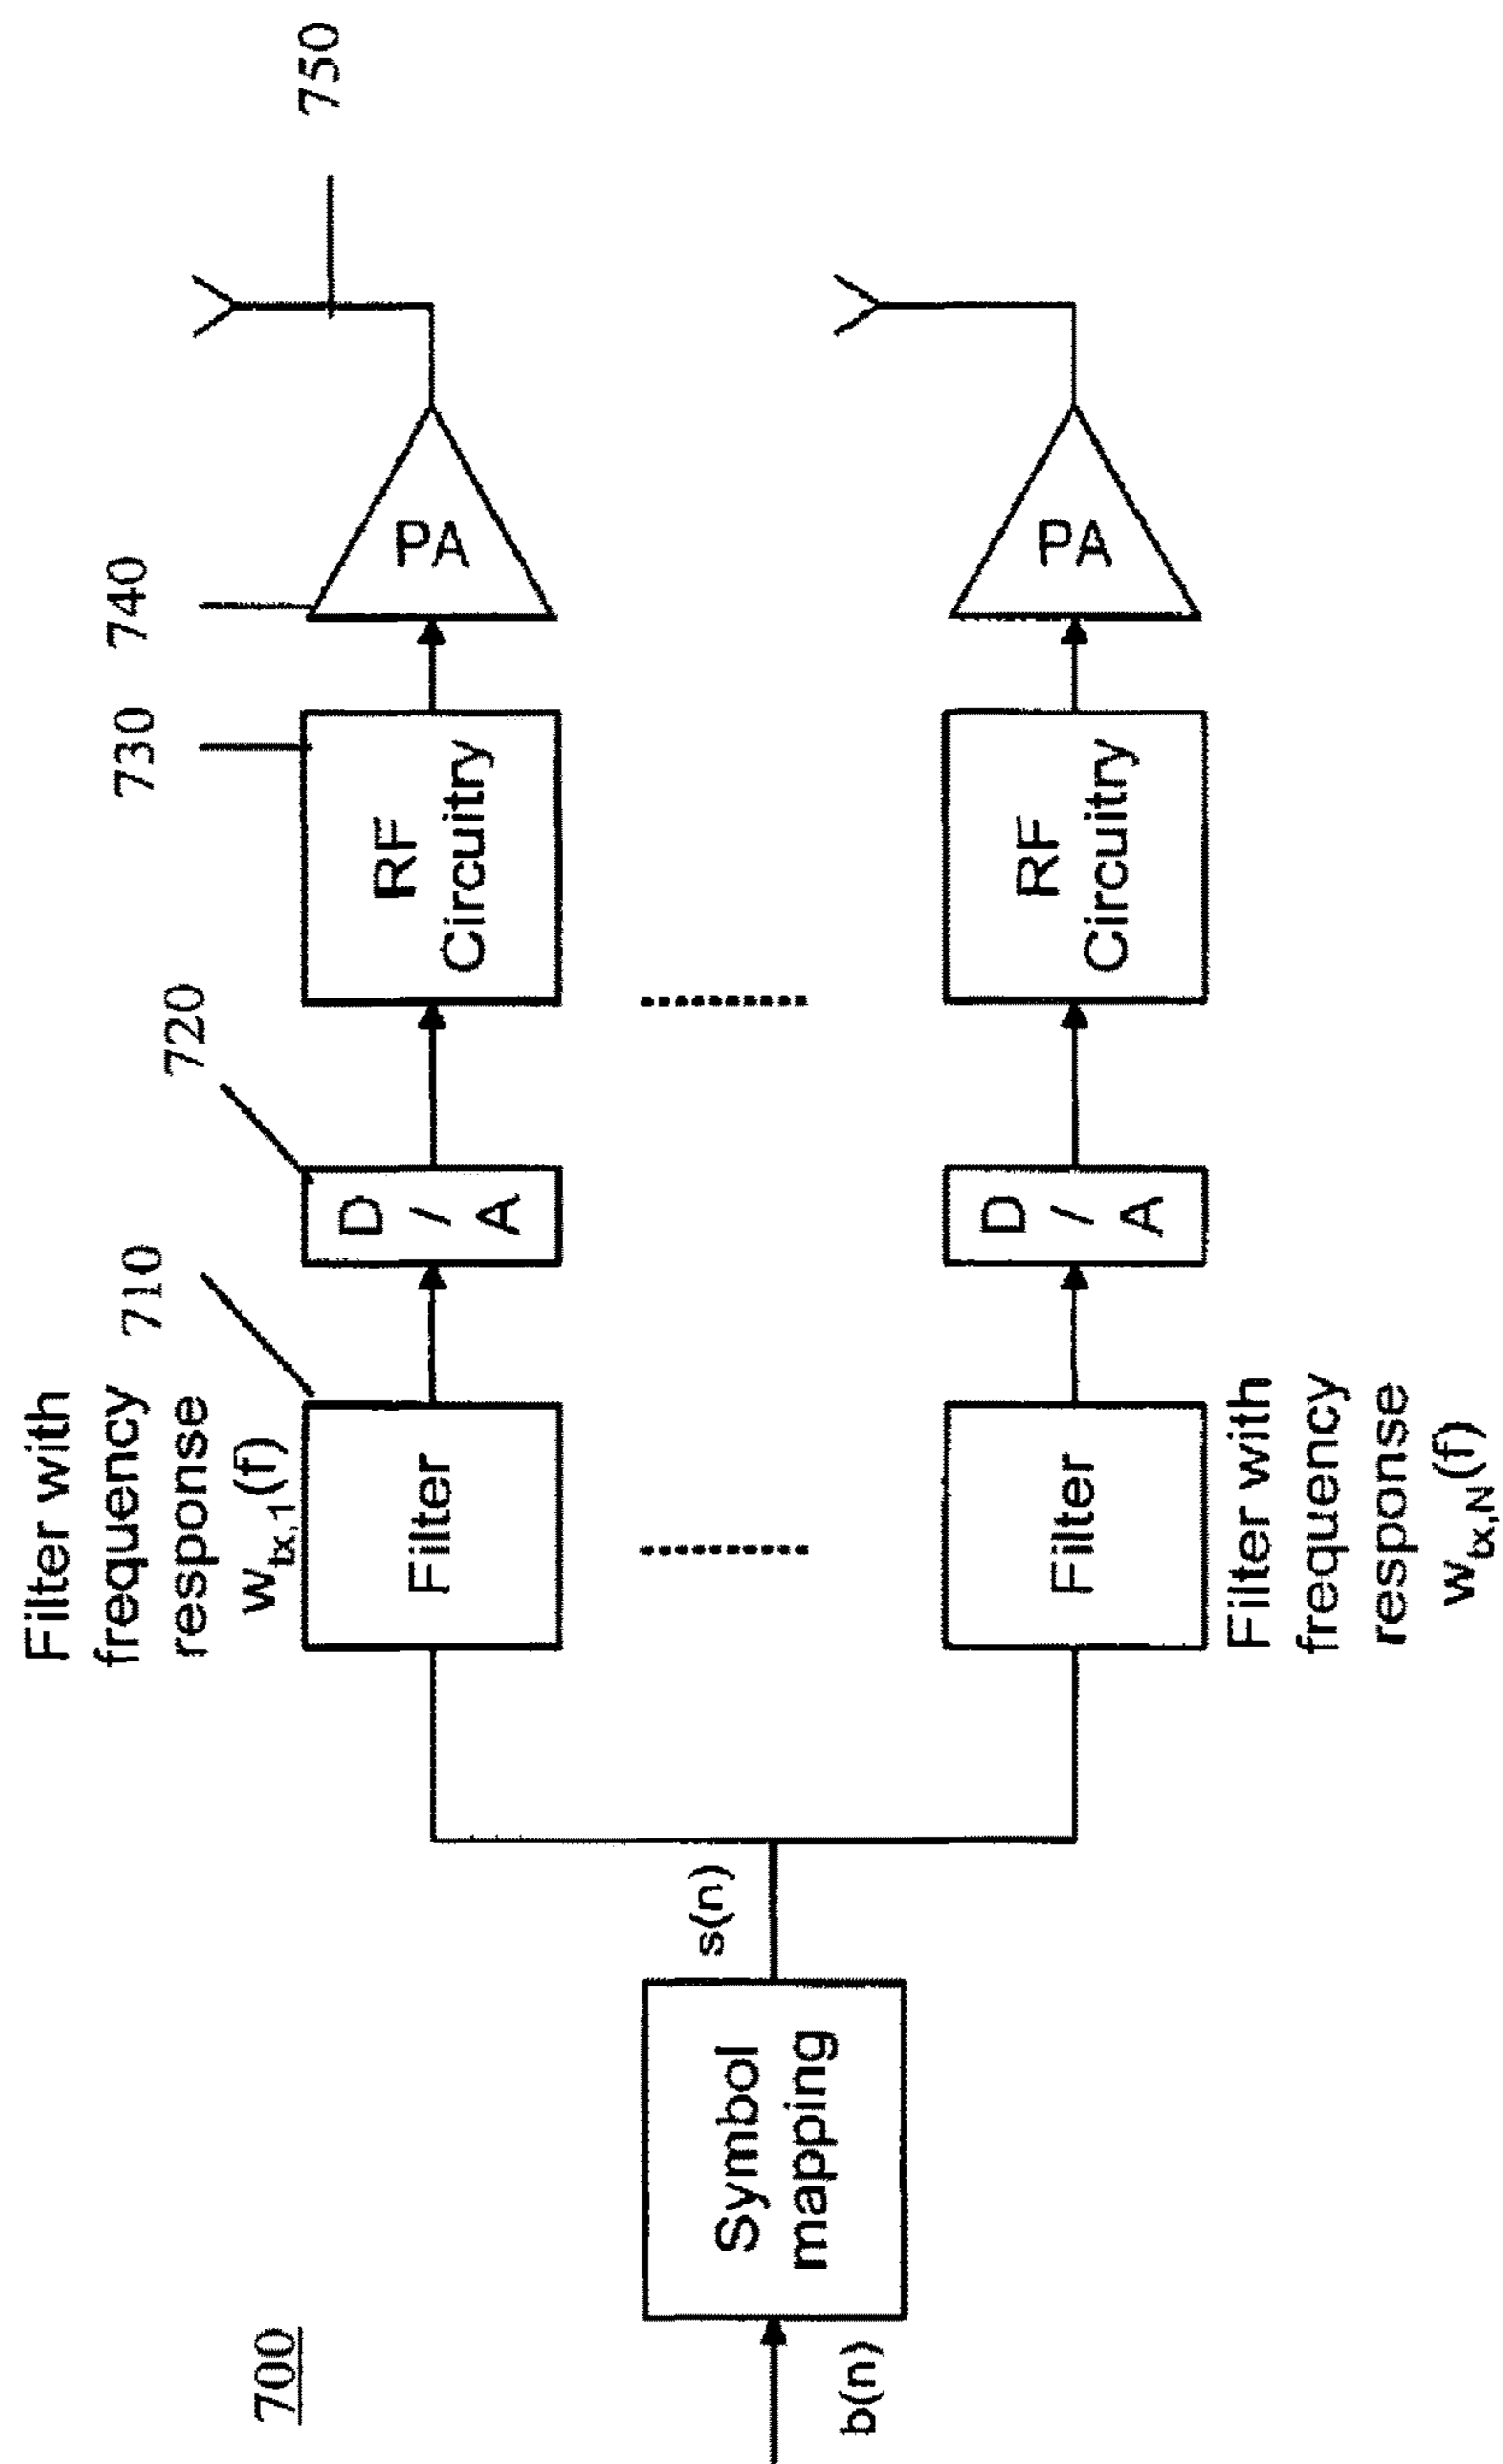 700
b(n)
Symbol
mapping
s(n)
Filter with
frequency
response
w_tx,1(f)
710
Filter
720
D
/
A
730
RF
Circuitry
740
PA
750
Filter
D
/
A
RF
Circuitry
PA
Filter with
frequency
response
w_tx,N(f)